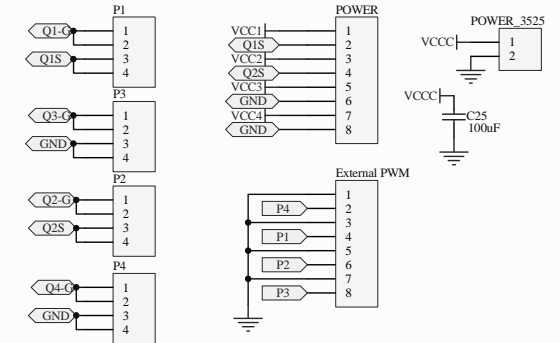 P1
Q1-G 1
2
Q1S 3
4
P3
Q3-G 1
2
GND 3
4
P2
Q2-G 1
2
Q2S 3
4
P4
Q4-G 1
2
GND 3
4
POWER
VCC1 1
Q1S 2
VCC2 3
Q2S 4
VCC3 5
GND 6
VCC4 7
GND 8
External PWM
1
P4 2
3
P1 4
5
P2 6
7
P3 8
POWER_3525
VCCC 1
2
VCCC
C25
100uF